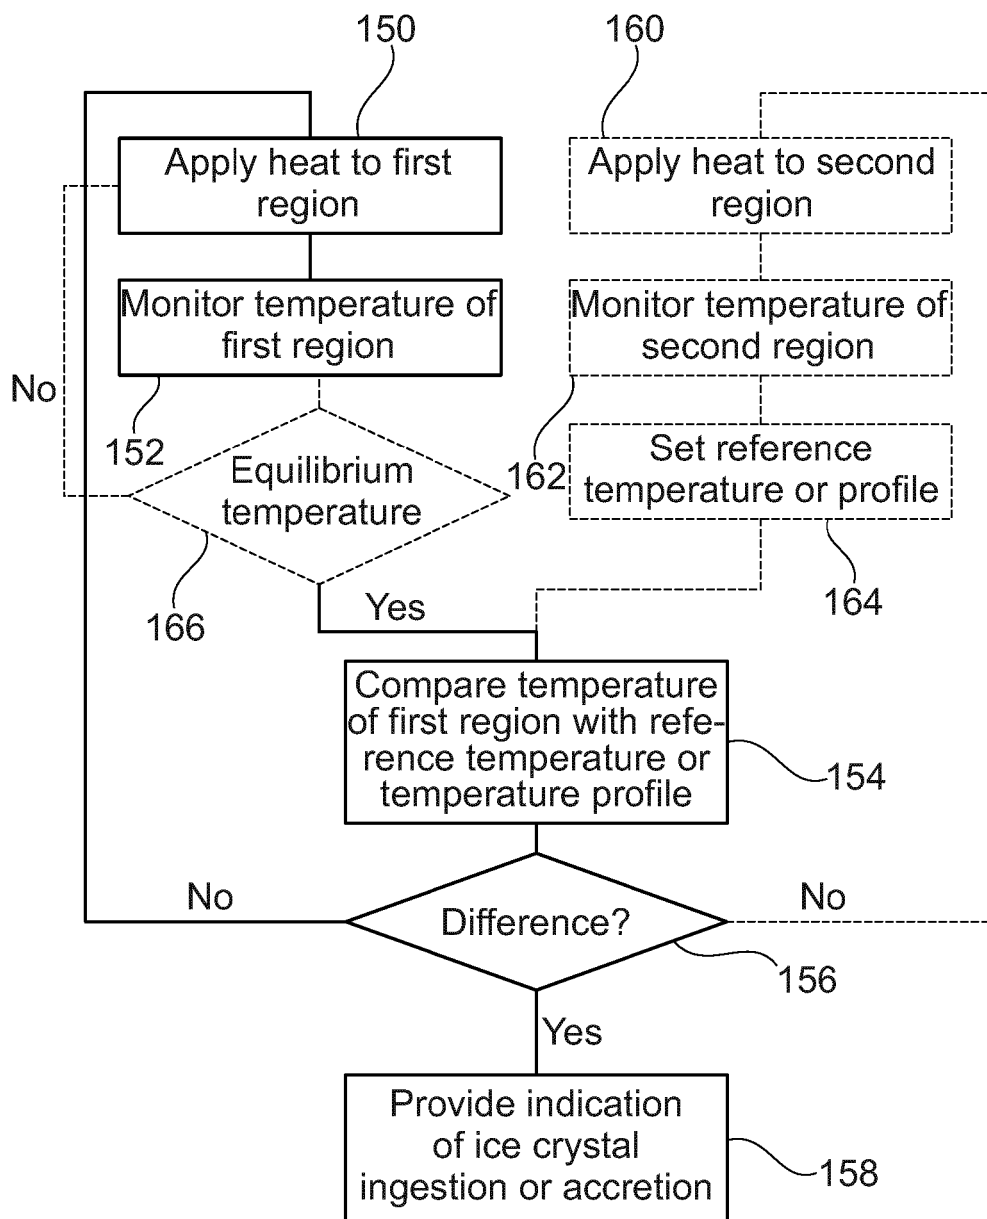 150
160
Apply heat to first
region
Apply heat to second
region
Monitor temperature of
first region
Monitor temperature of
second region
No
152
162
Equilibrium
temperature
Set reference
temperature or profile
166
Yes
164
Compare temperature
of first region with refe-
rence temperature or
temperature profile
154
No
Difference?
No
156
Yes
Provide indication
of ice crystal
ingestion or accretion
158